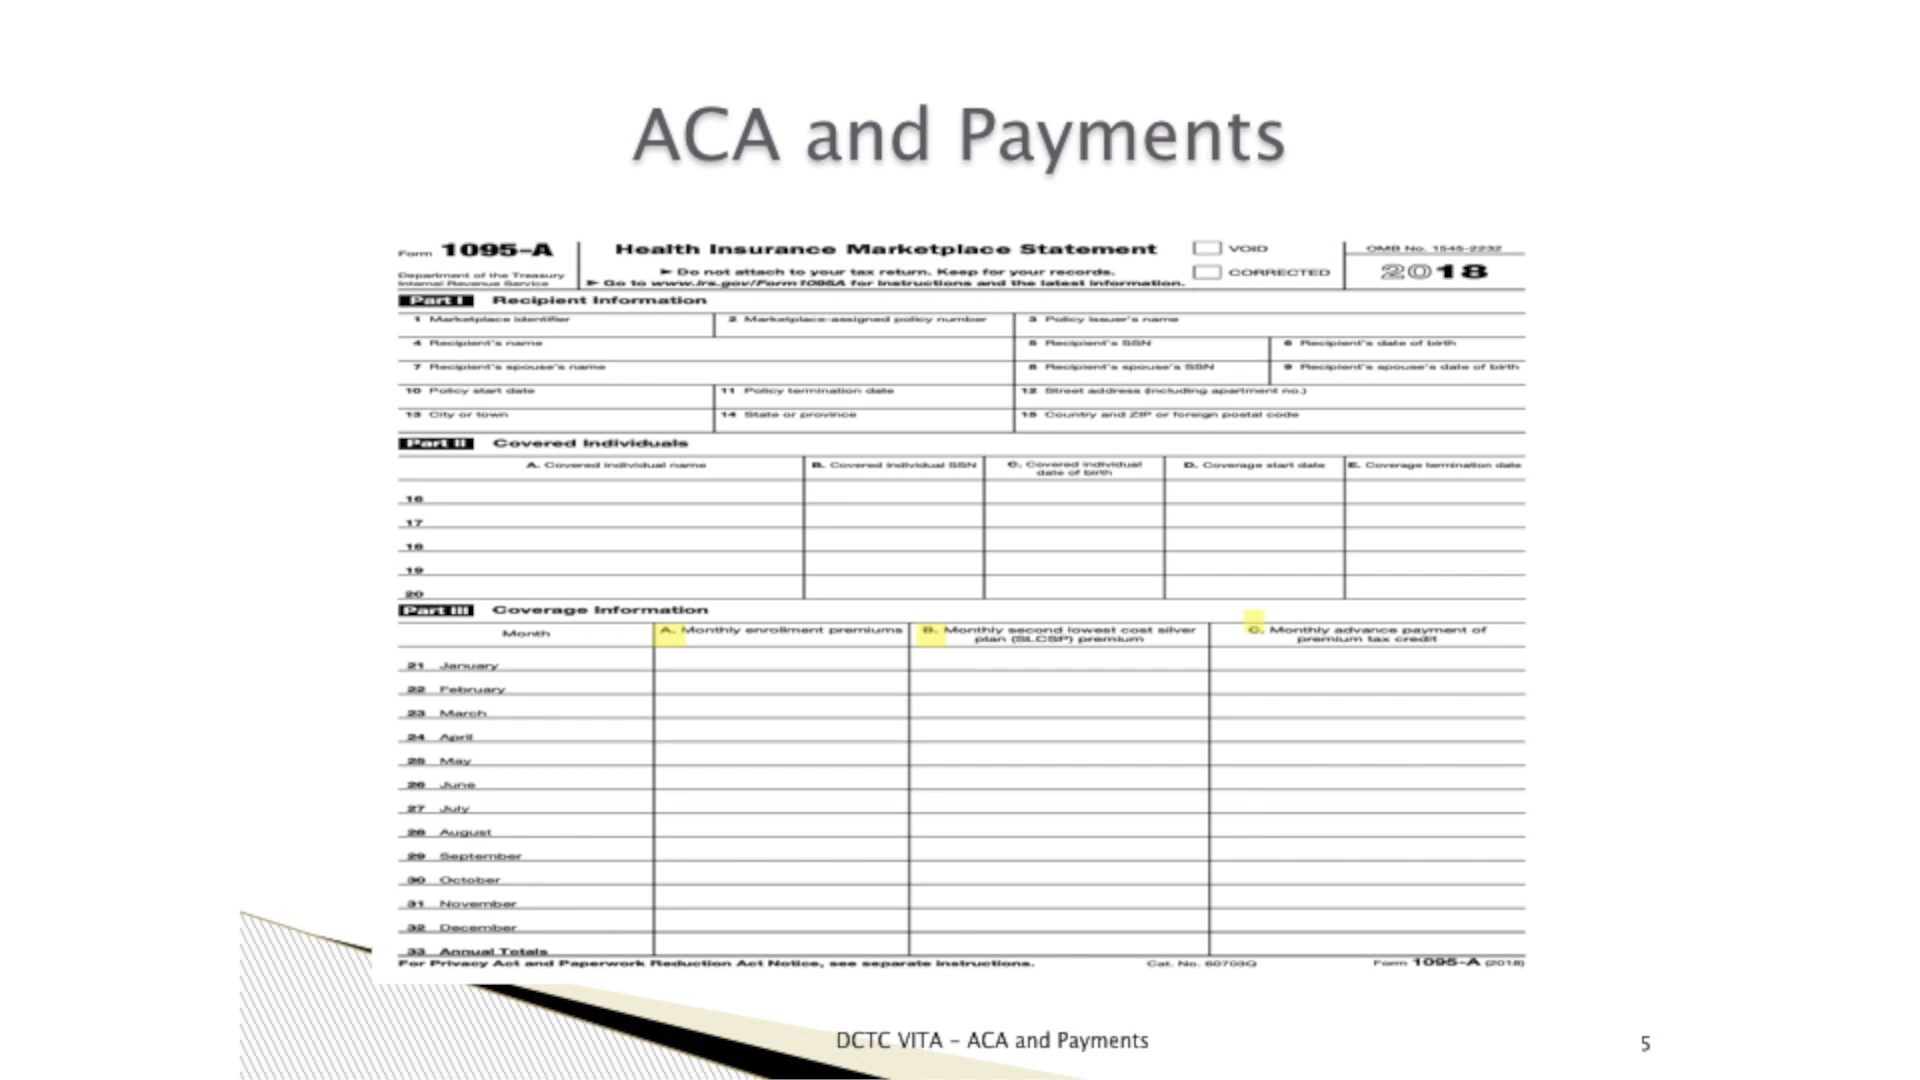 ACA and Payments
Form 1095-A Health Insurance Marketplace Statement VOID OMB No. 1545-2232
Department of the Treasury ► Do not attach to your tax return. Keep for your records. CORRECTED 2018
Internal Revenue Service ► Go to www.irs.gov/Form1095A for instructions and the latest information.
Part I Recipient Information
1 Marketplace identifier 2 Marketplace-assigned policy number 3 Policy issuer's name
4 Recipient's name 5 Recipient's SSN 6 Recipient's date of birth
7 Recipient's spouse's name 8 Recipient's spouse's SSN 9 Recipient's spouse's date of birth
10 Policy start date 11 Policy termination date 12 Street address (including apartment no.)
13 City or town 14 State or province 15 Country and ZIP or foreign postal code
Part II Covered Individuals
A. Covered individual name B. Covered individual SSN C. Covered individual D. Coverage start date E. Coverage termination date
date of birth
16
17
18
19
20
Part III Coverage Information
Month A. Monthly enrollment premiums B. Monthly second lowest cost silver C. Monthly advance payment of
plan (SLCSP) premium premium tax credit
21 January
22 February
23 March
24 April
25 May
26 June
27 July
28 August
29 September
30 October
31 November
32 December
33 Annual Totals
For Privacy Act and Paperwork Reduction Act Notice, see separate instructions. Cat. No. 60703Q Form 1095-A (2018)
DCTC VITA – ACA and Payments 5